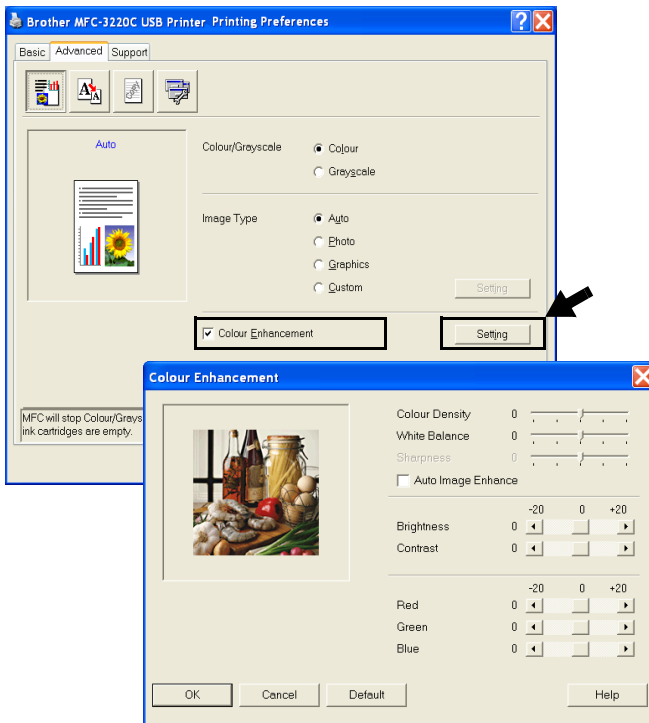 Brother MFC-3220C USB Printer Printing Preferences
Basic Advanced Support
Auto
Colour/Grayscale
Colour
Grayscale
Image Type
Auto
Photo
Graphics
Custom
Setting
Colour Enhancement
Setting
MFC will stop Colour/Grays
ink cartridges are empty.
Colour Enhancement
Colour Density 0
White Balance 0
Sharpness 0
Auto Image Enhance
-20 0 +20
Brightness 0
Contrast 0
-20 0 +20
Red 0
Green 0
Blue 0
OK Cancel Default Help